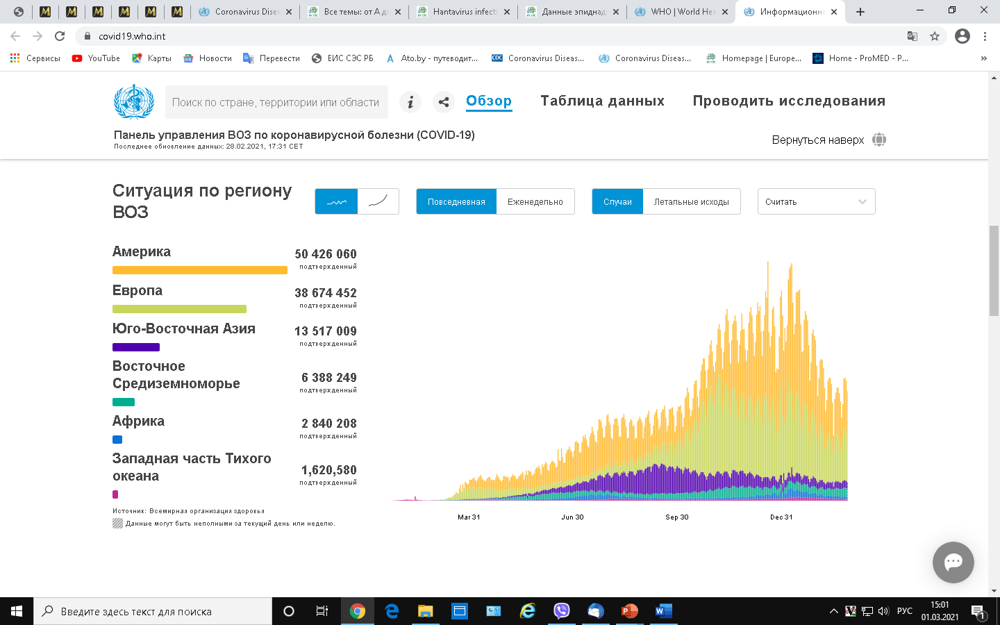 Coronavirus Disea
Все темы: от А до
Hantavirus infecti
Данные эпиднад
WHO | World Hea
Информационна
covid19.who.int
Сервисы
YouTube
Карты
Новости
Перевести
ЕИС СЭС РБ
Ato.by - путеводит...
CDC
Coronavirus Diseas...
Coronavirus Diseas...
Homepage | Europe...
Home - ProMED - P...
»
Поиск по стране, территории или области
Обзор
Таблица данных
Проводить исследования
Панель управления ВОЗ по коронавирусной болезни (COVID-19)
Последнее обновление данных: 28.02.2021, 17:31 CET
Вернуться наверх
Ситуация по региону
ВОЗ
Повседневная
Еженедельно
Случаи
Летальные исходы
Считать
Америка
50 426 060
подтвержденный
Европа
38 674 452
подтвержденный
Юго-Восточная Азия
13 517 009
подтвержденный
Восточное
Средиземноморье
6 388 249
подтвержденный
Африка
2 840 208
подтвержденный
Западная часть Тихого
океана
1,620,580
подтвержденный
Источник: Всемирная организация здоровья
Данные могут быть неполными за текущий день или неделю.
Mar 31
Jun 30
Sep 30
Dec 31
Введите здесь текст для поиска
РУС
15:01
01.03.2021
1